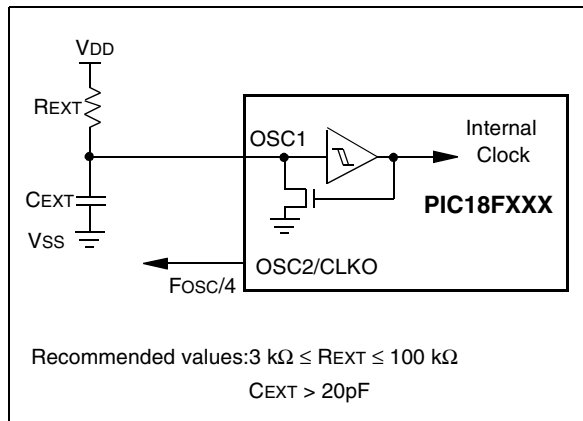 VDD
REXT
OSC1
Internal
Clock
CEXT
PIC18FXXX
VSS
OSC2/CLKO
FOSC/4
Recommended values:3 kΩ ≤ REXT ≤ 100 kΩ
CEXT > 20pF